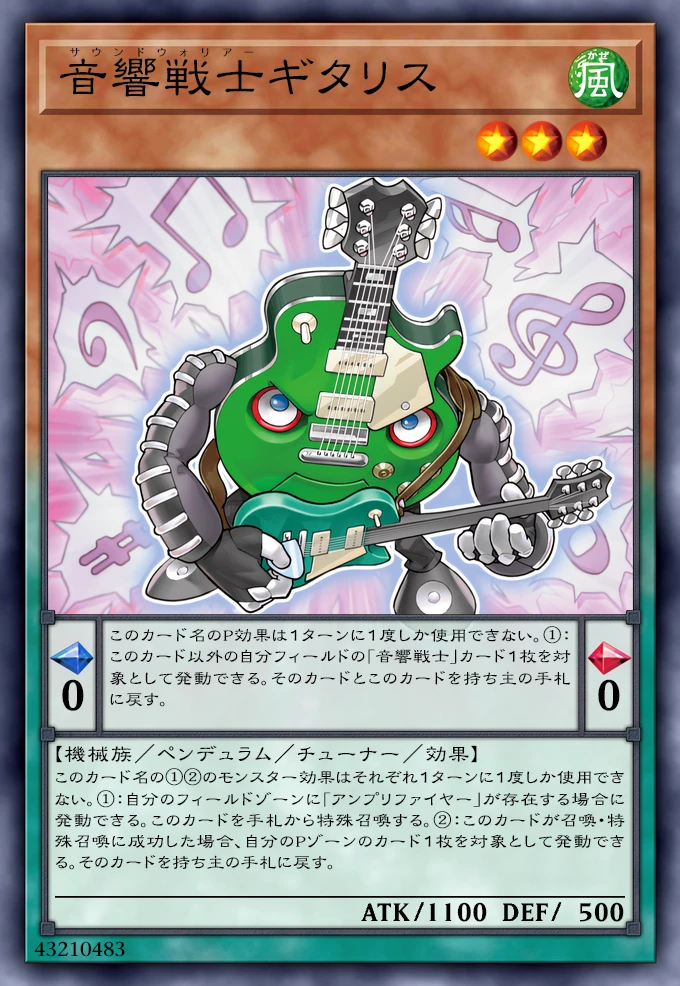 サウンドウォリアー
音響戦士ギタリス
かぜ
風
このカード名のP効果は1ターンに1度しか使用できない。①:
このカード以外の自分フィールドの「音響戦士」カード1枚を対
象として発動できる。そのカードとこのカードを持ち主の手札
に戻す。
0
0
【機械族/ペンデュラム/チューナー/効果】
このカード名の①②のモンスター効果はそれぞれ1ターンに1度しか使用でき
ない。①:自分のフィールドゾーンに「アンプリファイヤー」が存在する場合に
発動できる。このカードを手札から特殊召喚する。②:このカードが召喚・特
殊召喚に成功した場合、自分のPゾーンのカード1枚を対象として発動でき
る。そのカードを持ち主の手札に戻す。
ATK/1100 DEF/ 500
43210483